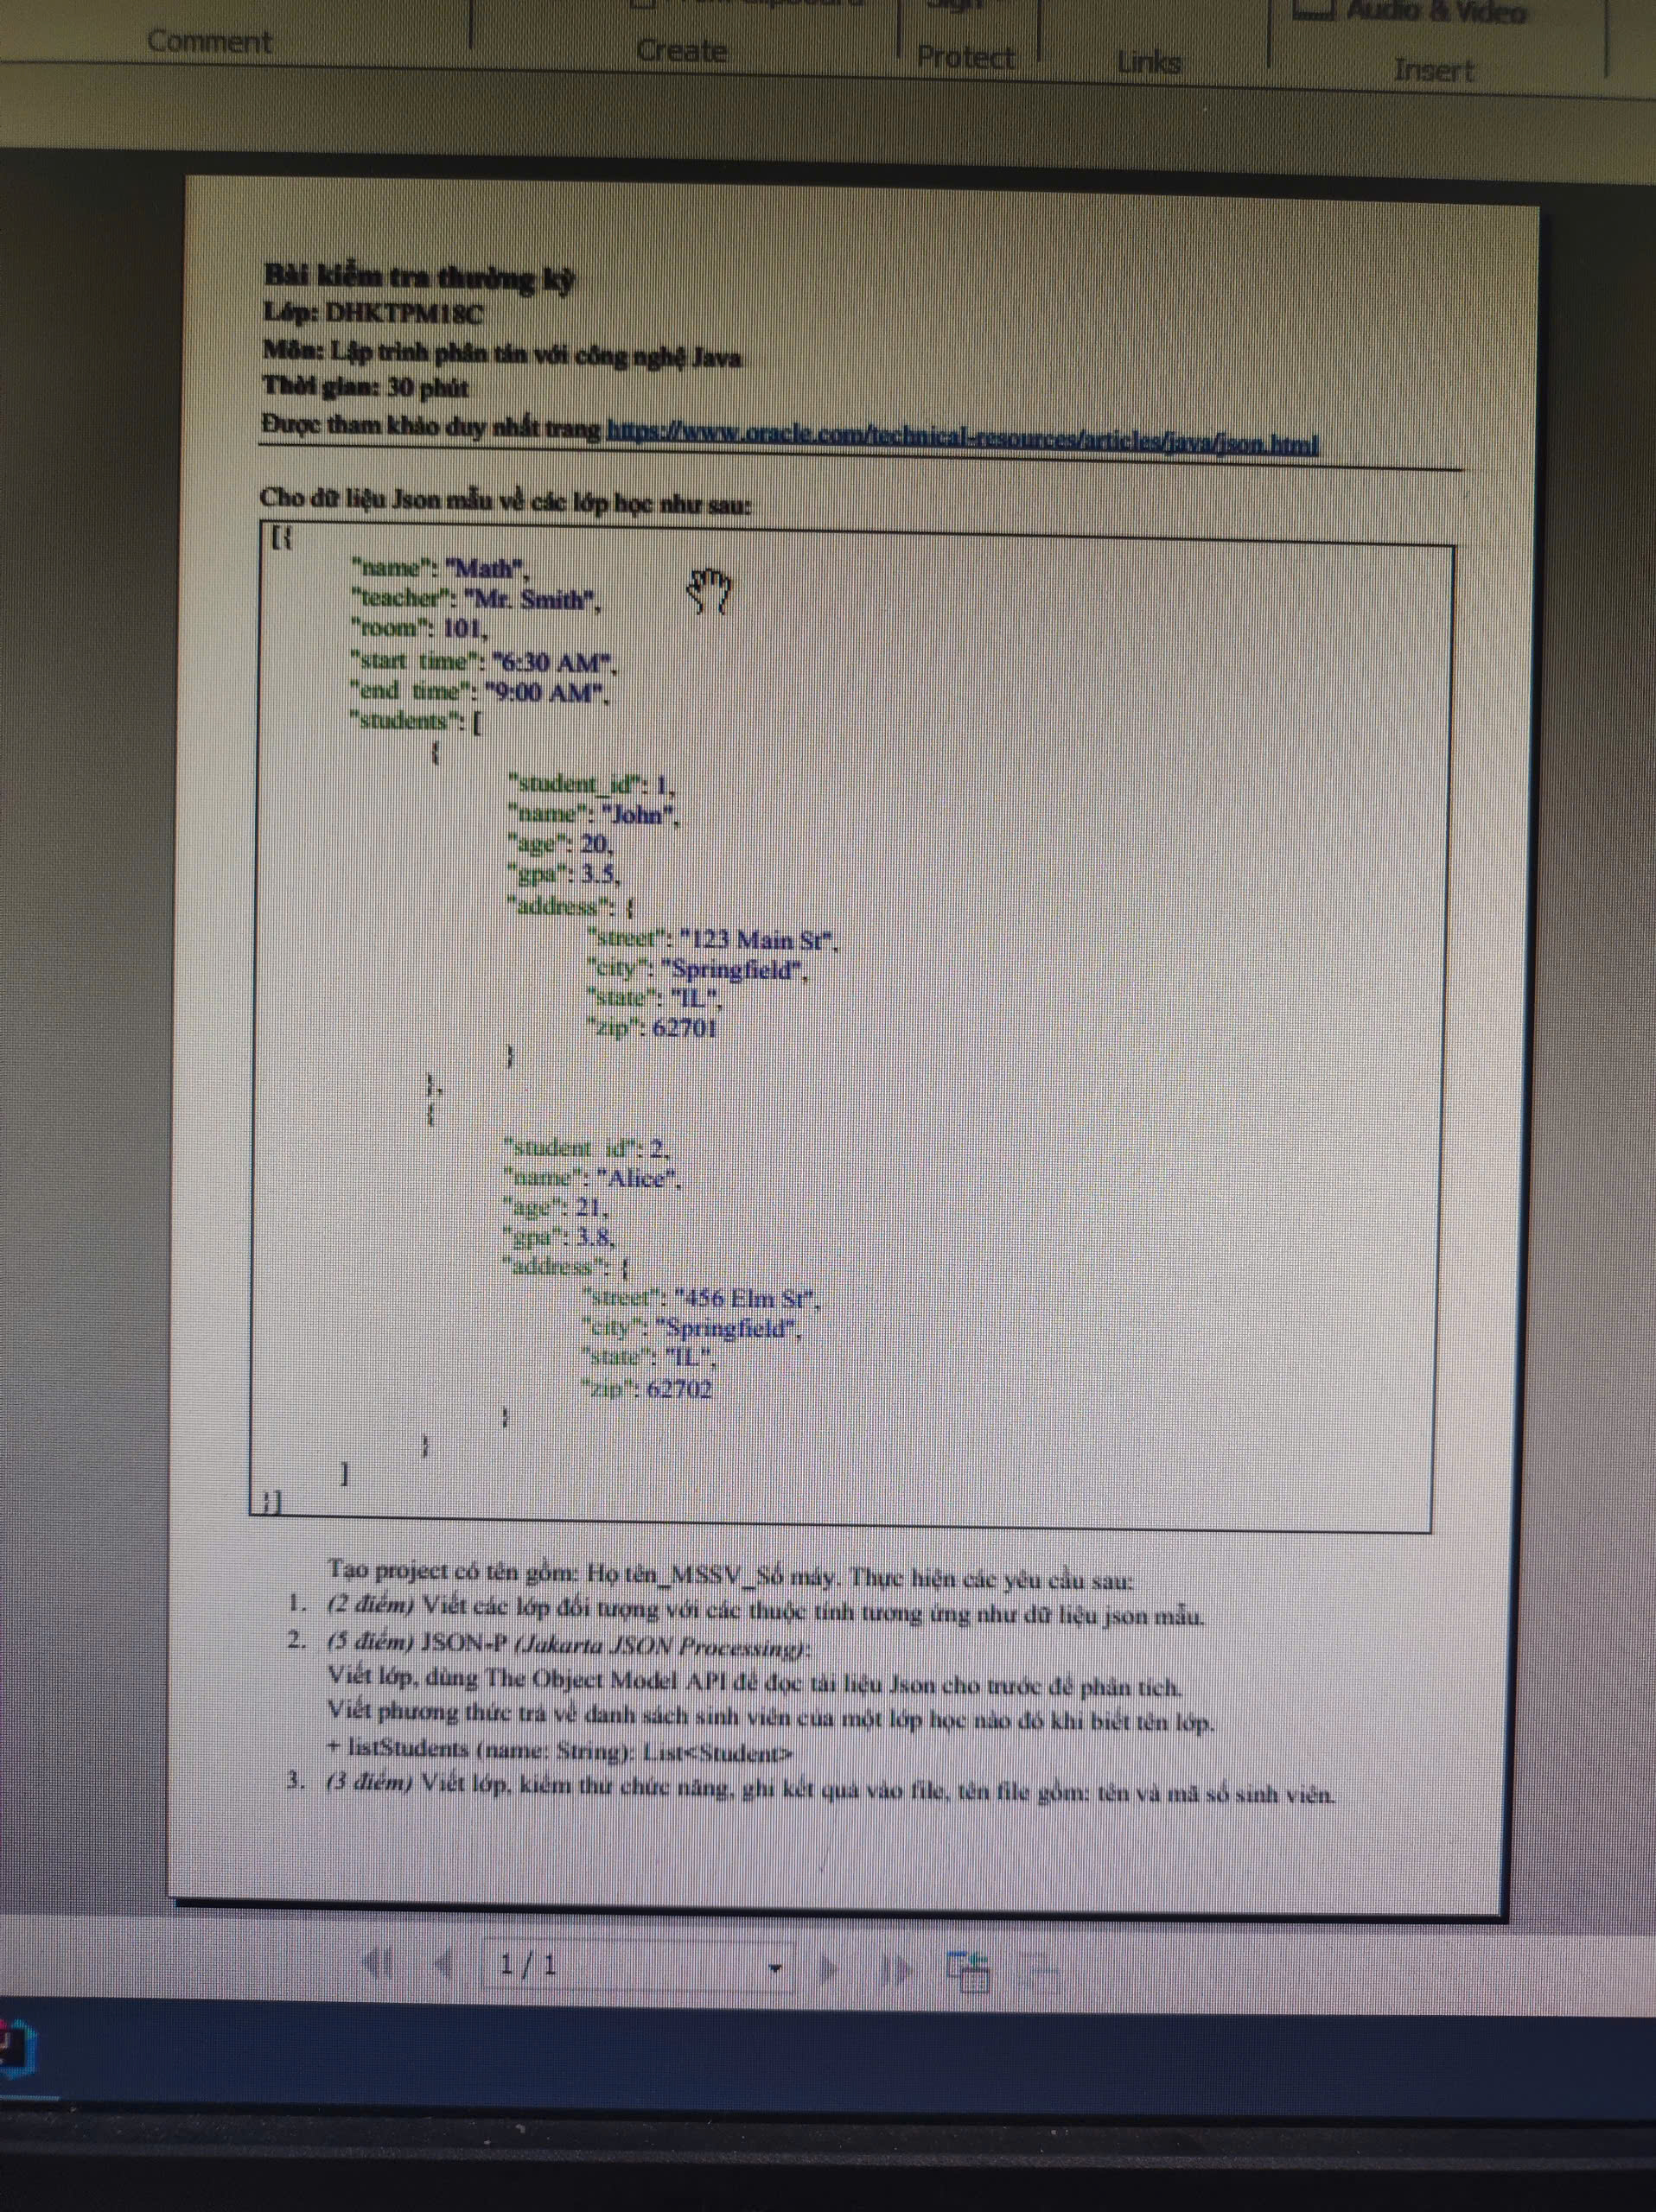 Comment
Create
Protect
Links
Audio & Video
Insert
Bài kiểm tra thường kỳ
Lớp: DHKTPM18C
Môn: Lập trình phân tán với công nghệ Java
Thời gian: 30 phút
Được tham khảo duy nhất trang https://www.oracle.com/technical-resources/articles/java/json.html
Cho dữ liệu Json mẫu về các lớp học như sau:
[{
"name": "Math",
"teacher": "Mr. Smith",
"room": 101,
"start_time": "6:30 AM",
"end_time": "9:00 AM",
"students": [
{
"student_id": 1,
"name": "John",
"age": 20,
"gpa": 3.5,
"address": {
"street": "123 Main St",
"city": "Springfield",
"state": "IL",
"zip": 62701
}
},
{
"student_id": 2,
"name": "Alice",
"age": 21,
"gpa": 3.8,
"address": {
"street": "456 Elm St",
"city": "Springfield",
"state": "IL",
"zip": 62702
}
}
]
}]
Tạo project có tên gồm: Họ tên_MSSV_Số máy. Thực hiện các yêu cầu sau:
1. (2 điểm) Viết các lớp đối tượng với các thuộc tính tương ứng như dữ liệu json mẫu.
2. (5 điểm) JSON-P (Jakarta JSON Processing):
Viết lớp, dùng The Object Model API để đọc tài liệu Json cho trước để phân tích.
Viết phương thức trả về danh sách sinh viên của một lớp học nào đó khi biết tên lớp.
+ listStudents (name: String): List<Student>
3. (3 điểm) Viết lớp, kiểm thử chức năng, ghi kết quả vào file, tên file gồm: tên và mã số sinh viên.
1 / 1